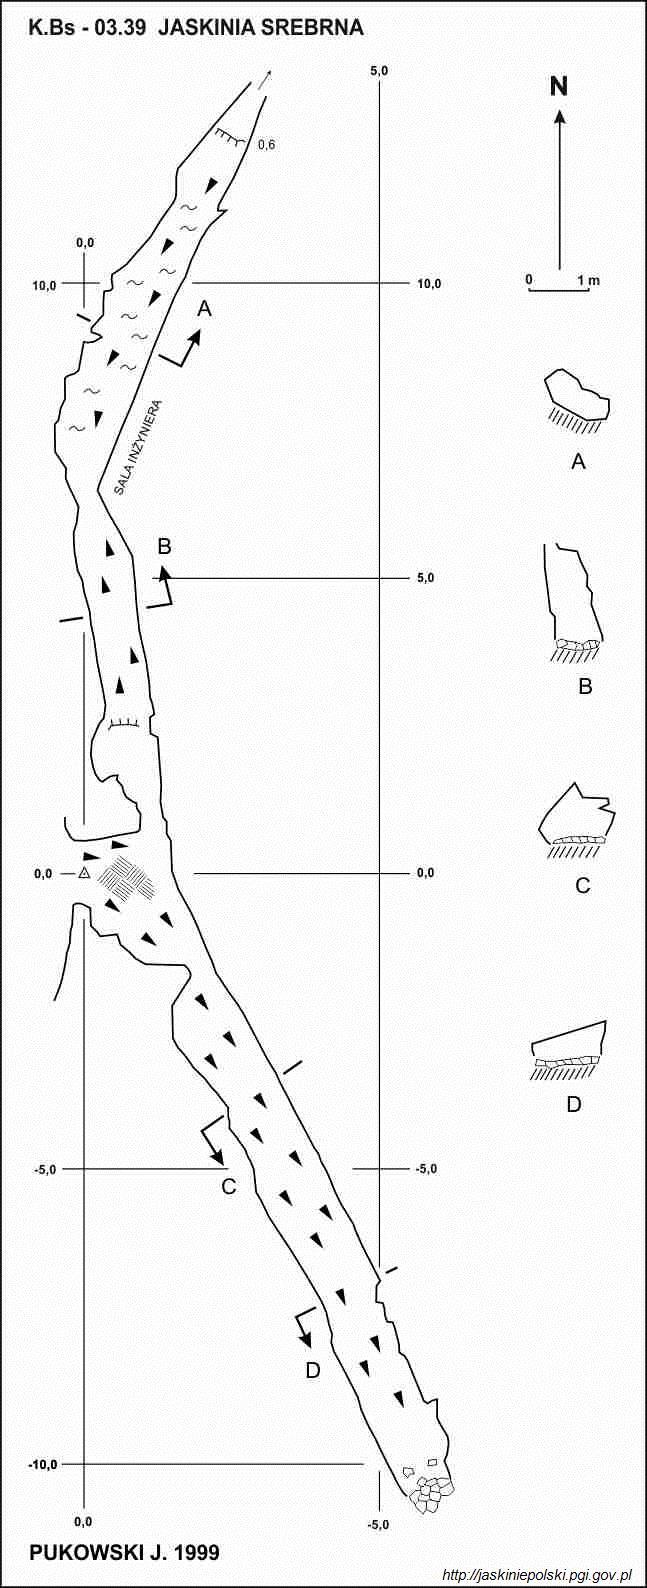 K.Bs - 03.39 JASKINIA SREBRNA
5,0
N
0,6
0,0
10,0
10,0
0 1 m
A
A
SALA INŻYNIERA
B
5,0
B
C
0,0
0,0
D
-5,0
-5,0
C
D
-10,0
0,0
-5,0
PUKOWSKI J. 1999
http://jaskiniepolski.pgi.gov.pl